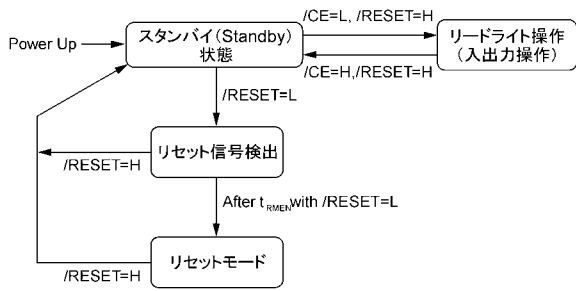 Power Up
スタンバイ(Standby)
状態
/CE=L, /RESET=H
/CE=H,/RESET=H
リードライト操作
(入出力操作)
/RESET=L
リセット信号検出
/RESET=H
After tRMEN with /RESET=L
リセットモード
/RESET=H